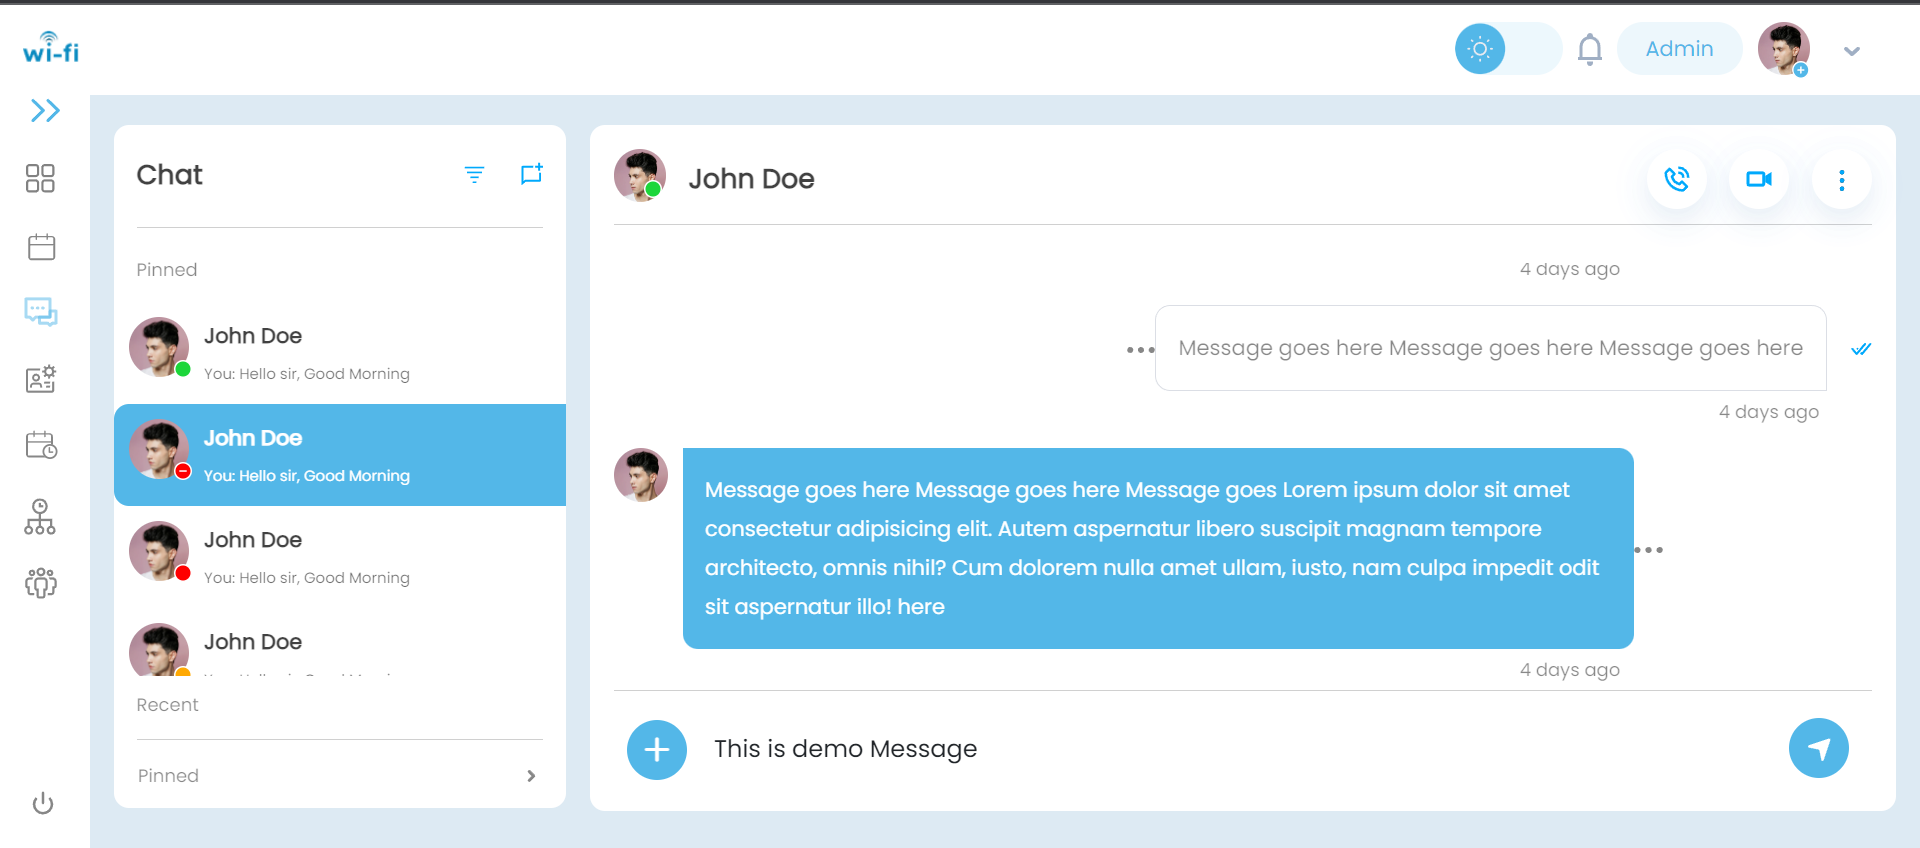 wi-fi
Admin
Chat
Pinned
John Doe
You: Hello sir, Good Morning
John Doe
You: Hello sir, Good Morning
John Doe
You: Hello sir, Good Morning
John Doe
Recent
Pinned
John Doe
4 days ago
Message goes here Message goes here Message goes here
4 days ago
Message goes here Message goes here Message goes Lorem ipsum dolor sit amet
consectetur adipisicing elit. Autem aspernatur libero suscipit magnam tempore
architecto, omnis nihil? Cum dolorem nulla amet ullam, iusto, nam culpa impedit odit
sit aspernatur illo! here
4 days ago
This is demo Message